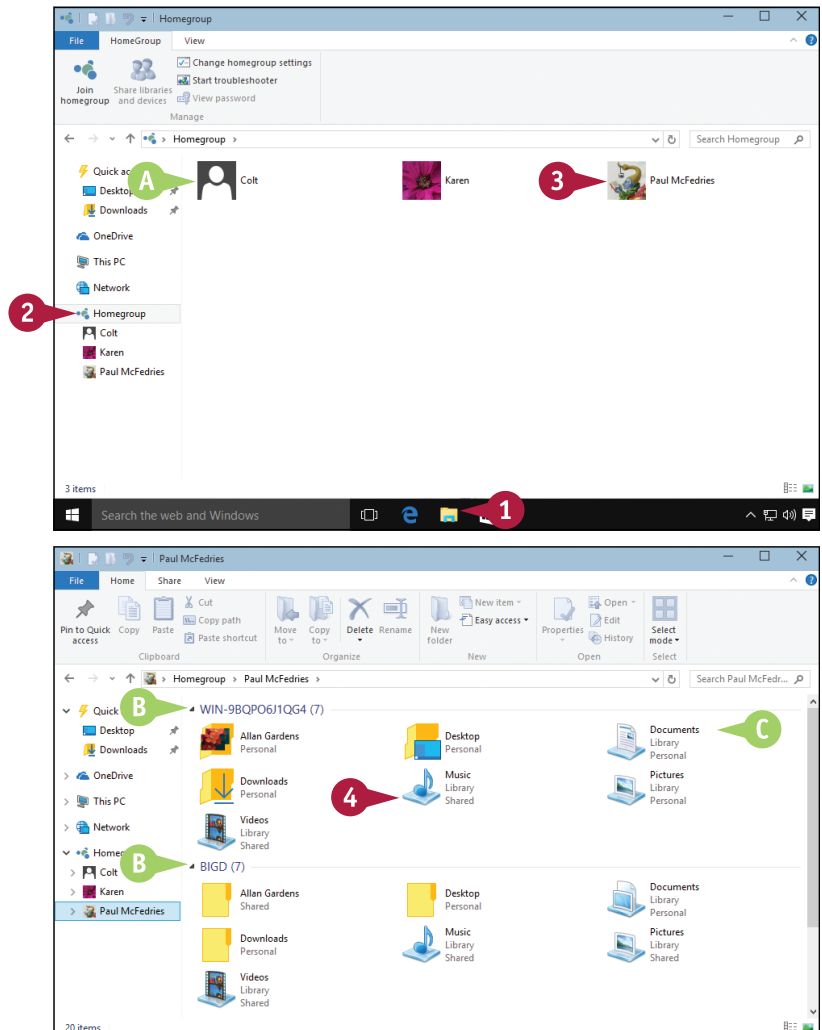 Homegroup
File HomeGroup View
Change homegroup settings
Start troubleshooter
View password
Join homegroup
Share libraries and devices
Manage
Homegroup
Search Homegroup
Quick ac
Desktop
Downloads
OneDrive
This PC
Network
Homegroup
Colt
Karen
Paul McFedries
A
Colt
Karen
3
Paul McFedries
2
3 items
Search the web and Windows
1
Paul McFedries
File Home Share View
Pin to Quick access
Copy
Paste
Cut
Copy path
Paste shortcut
Clipboard
Move to
Copy to
Delete
Rename
Organize
New folder
New item
Easy access
New
Properties
Open
Edit
History
Open
Select mode
Select
Homegroup Paul McFedries
Search Paul McFedr...
Quick
Desktop
Downloads
OneDrive
This PC
Network
Homeg
Colt
Karen
Paul McFedries
B
WIN-9BQPO6J1QG4 (7)
Allan Gardens
Personal
Desktop
Personal
Documents
Library
Personal
C
Downloads
Personal
4
Music
Library
Shared
Pictures
Library
Personal
Videos
Library
Shared
B
BIGD (7)
Allan Gardens
Shared
Desktop
Personal
Documents
Library
Personal
Downloads
Personal
Music
Library
Shared
Pictures
Library
Shared
Videos
Library
Shared
20 items